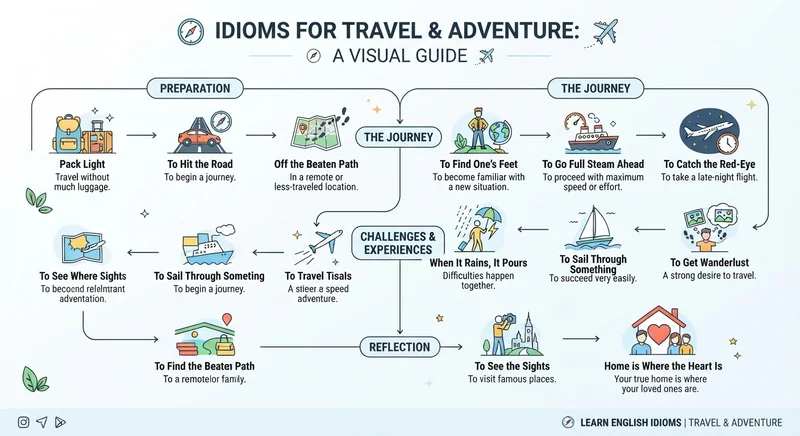 IDIOMS FOR TRAVEL & ADVENTURE:
A VISUAL GUIDE
PREPARATION
THE JOURNEY
THE JOURNEY
Pack Light
Travel without
much luggage.
To Hit the Road
To begin a journey.
Off the Beaten Path
In a remote or
less-traveled location.
To Find One's Feet
To become familiar with
a new situation.
To Go Full Steam Ahead
To proceed with maximum
speed or effort.
To Catch the Red-Eye
To take a late-night flight.
To See Where Sights
To becond relelmrant
adventation.
To Sail Through Someting
To begin a journey.
To Travel Tisals
A stieer a speed
adventure.
CHALLENGES &
EXPERIENCES
When It Rains, It Pours
Difficulties happen
together.
To Sail Through
Something
To succeed very easily.
To Get Wanderlust
A strong desire to travel.
To Find the Beater Path
To a remotelor family.
REFLECTION
To See the Sights
To visit famous places.
Home is Where the Heart Is
Your true home is where
your loved ones are.
LEARN ENGLISH IDIOMS | TRAVEL & ADVENTURE